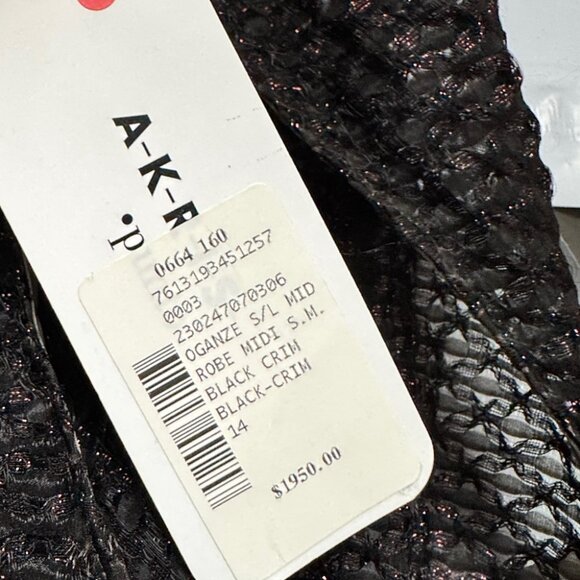 A-K-R
•p
0664 160
7613193451257
0003
230247070306
OGANZE S/L MID
ROBE MIDI S.M.
BLACK CRIM
BLACK-CRIM
14
$1950.00